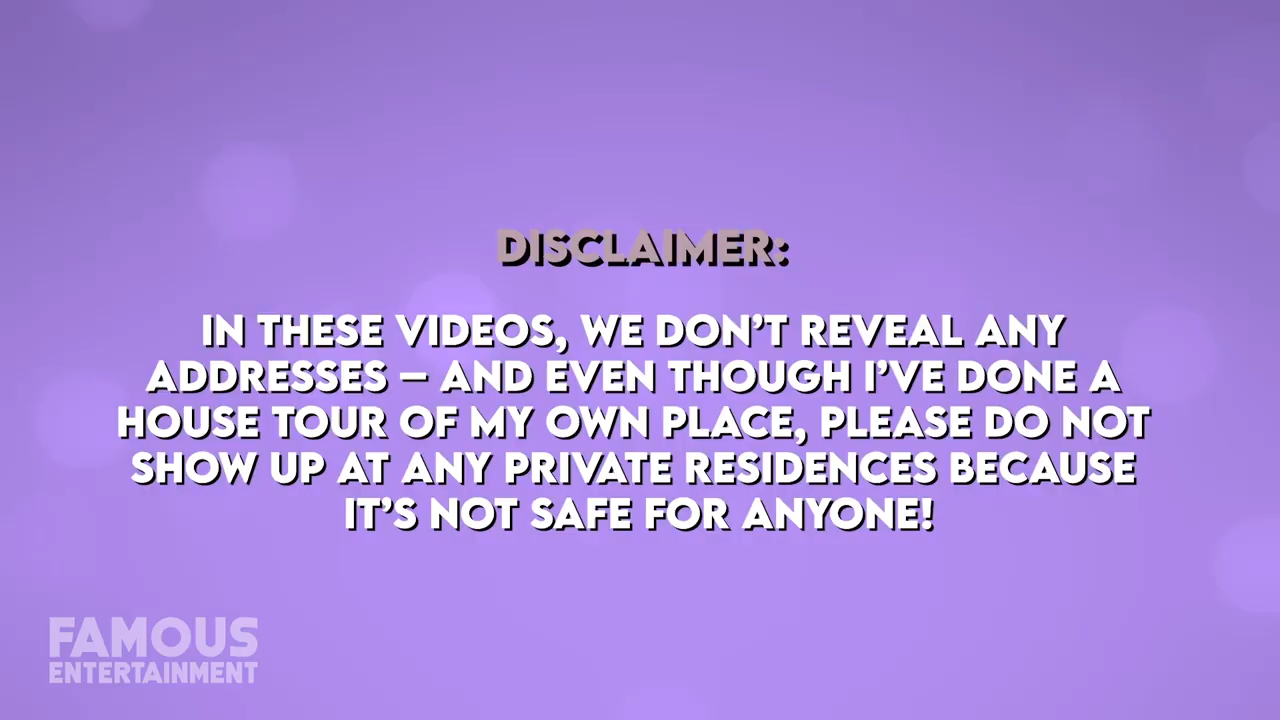 DISCLAIMER:
IN THESE VIDEOS, WE DON'T REVEAL ANY
ADDRESSES – AND EVEN THOUGH I'VE DONE A
HOUSE TOUR OF MY OWN PLACE, PLEASE DO NOT
SHOW UP AT ANY PRIVATE RESIDENCES BECAUSE
IT'S NOT SAFE FOR ANYONE!
FAMOUS
ENTERTAINMENT